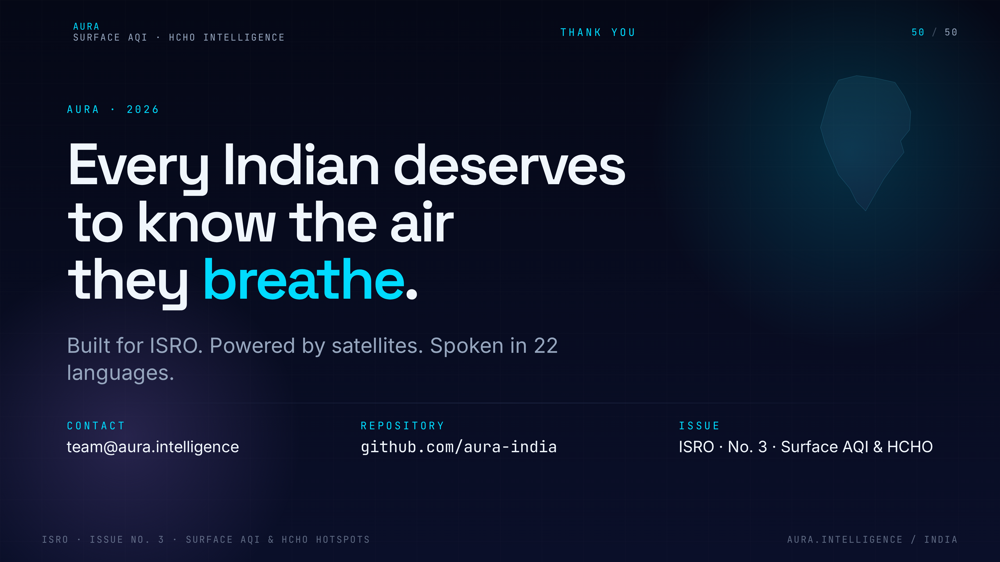 AURA
SURFACE AQI · HCHO INTELLIGENCE
THANK YOU
50 / 50
AURA · 2026
Every Indian deserves
to know the air
they breathe.
Built for ISRO. Powered by satellites. Spoken in 22
languages.
CONTACT
team@aura.intelligence
REPOSITORY
github.com/aura-india
ISSUE
ISRO · No. 3 · Surface AQI & HCHO
ISRO · ISSUE NO. 3 · SURFACE AQI & HCHO HOTSPOTS
AURA.INTELLIGENCE / INDIA